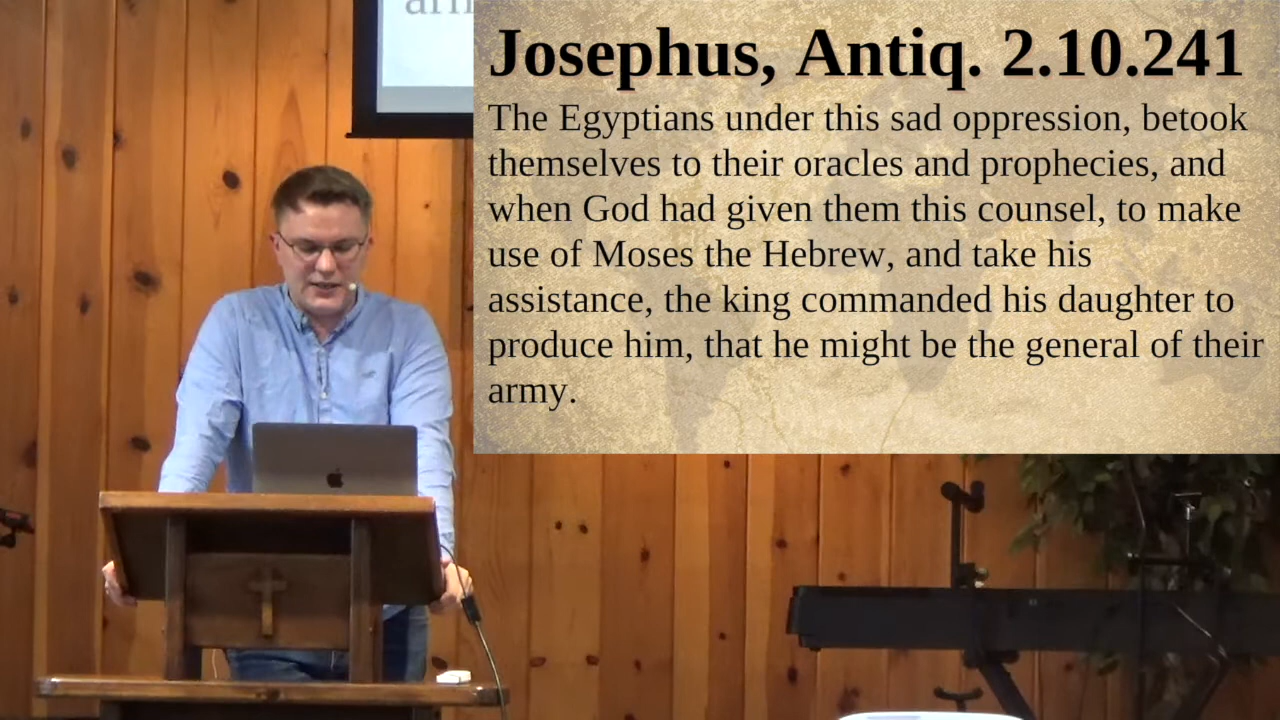 Josephus, Antiq. 2.10.241
The Egyptians under this sad oppression, betook
themselves to their oracles and prophecies, and
when God had given them this counsel, to make
use of Moses the Hebrew, and take his
assistance, the king commanded his daughter to
produce him, that he might be the general of their
army.